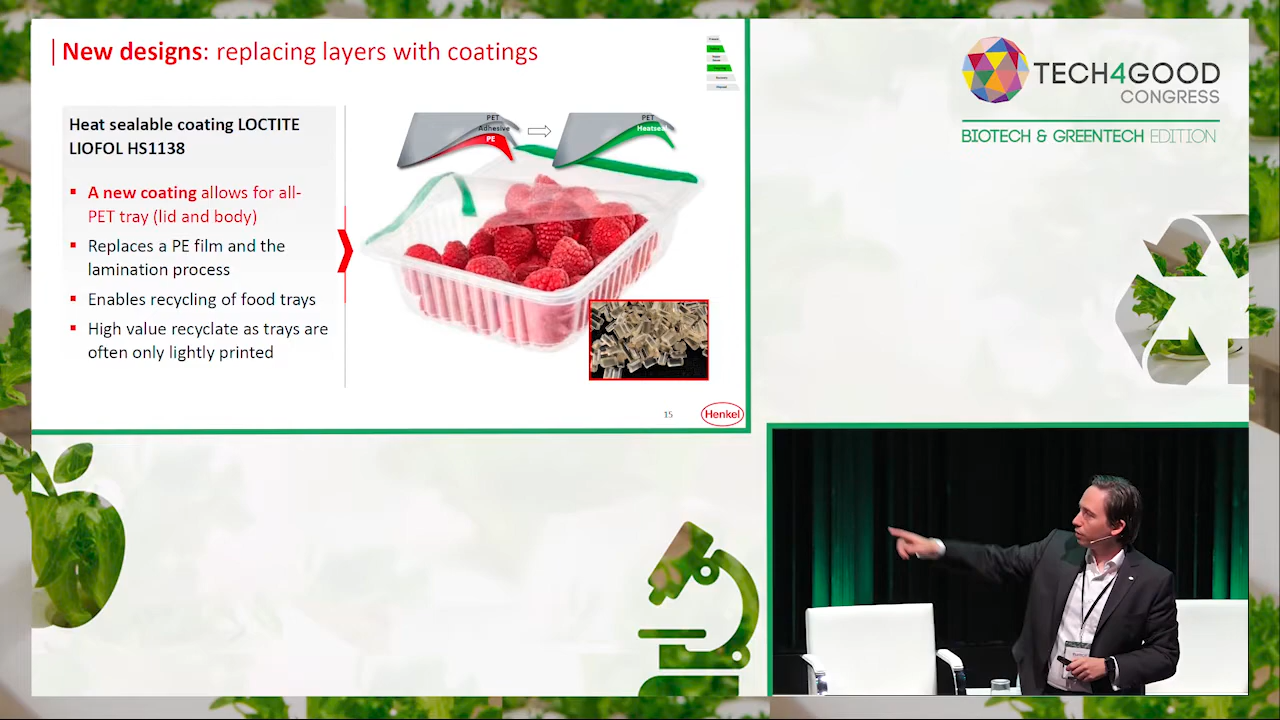 New designs: replacing layers with coatings
Heat sealable coating LOCTITE
LIOFOL HS1138
▪ A new coating allows for all-
PET tray (lid and body)
▪ Replaces a PE film and the
lamination process
▪ Enables recycling of food trays
▪ High value recyclate as trays are
often only lightly printed
PET
Adhesive
PE
PET
Heatseal
15
Henkel
TECH4GOOD
CONGRESS
BIOTECH & GREENTECH EDITION